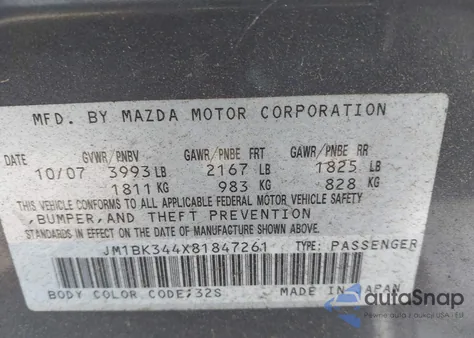 MFD. BY MAZDA MOTOR CORPORATION
DATE GVWR/PNBV GAWR/PNBE FRT GAWR/PNBE RR
10/07 3993 LB 2167 LB 1825 LB
1811 KG 983 KG 828 KG
THIS VEHICLE CONFORMS TO ALL APPLICABLE FEDERAL MOTOR VEHICLE SAFETY,
BUMPER, AND THEFT PREVENTION
STANDARDS IN EFFECT ON THE DATE OF MANUFACTURE SHOWN ABOVE.
JM1BK344X81847261 TYPE: PASSENGER
BODY COLOR CODE: 32S MADE IN JAPAN
autoSnap